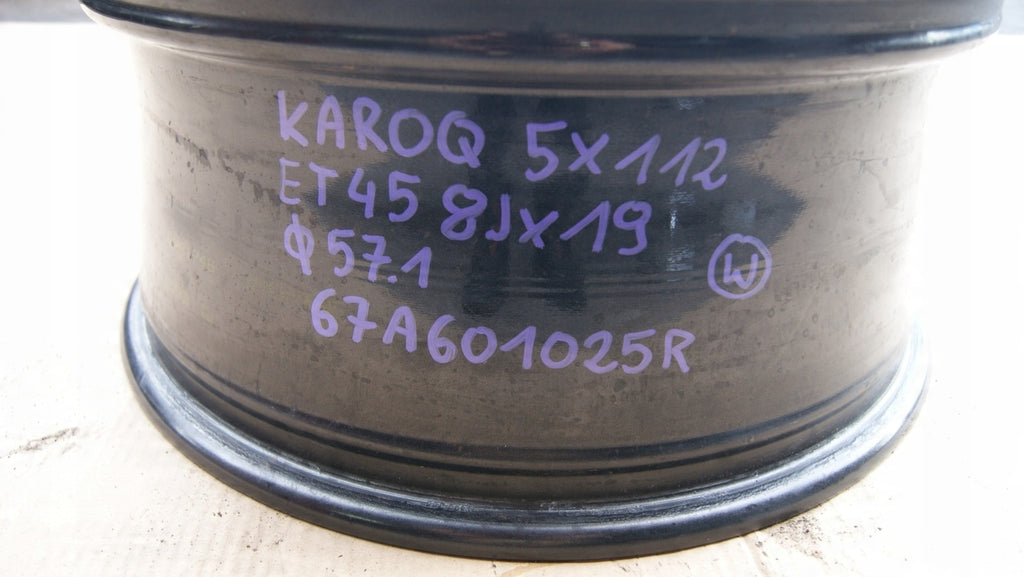 KAROQ 5X112
ET45 8JX19
φ57.1
W
67A601025R